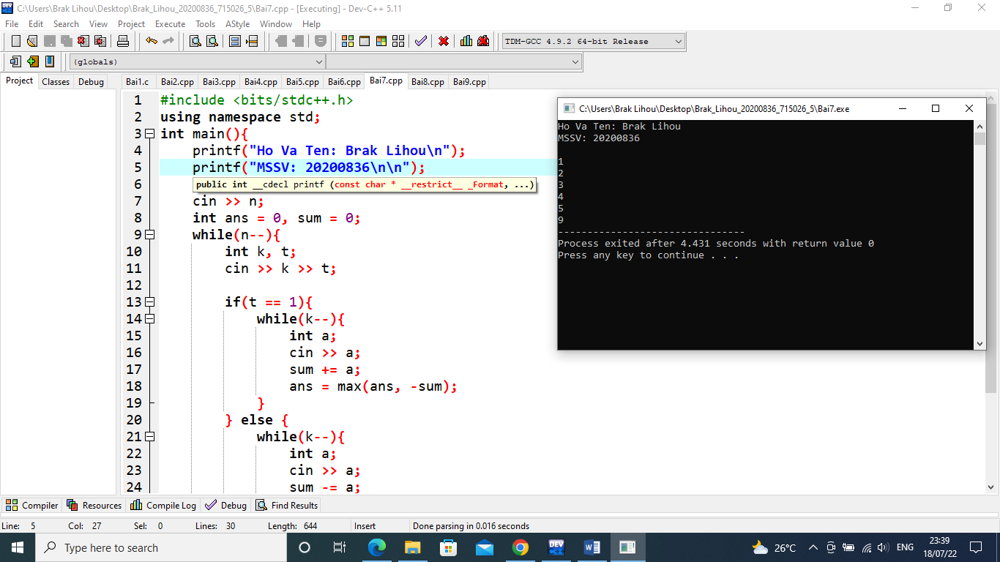 C:\Users\Brak Lihou\Desktop\Brak_Lihou_20200836_715026_5\Bai7.cpp - [Executing] - Dev-C++ 5.11
File Edit Search View Project Execute Tools AStyle Window Help
TDM-GCC 4.9.2 64-bit Release
(globals)
Project Classes Debug
Bai1.c Bai2.cpp Bai3.cpp Bai4.cpp Bai5.cpp Bai6.cpp Bai7.cpp Bai8.cpp Bai9.cpp
1 #include <bits/stdc++.h>
2 using namespace std;
3 int main(){
4 printf("Ho Va Ten: Brak Lihou\n");
5 printf("MSSV: 20200836\n\n");
6 public int __cdecl printf (const char * __restrict__ _Format, ...)
7 cin >> n;
8 int ans = 0, sum = 0;
9 while(n--){
10 int k, t;
11 cin >> k >> t;
12
13 if(t == 1){
14 while(k--){
15 int a;
16 cin >> a;
17 sum += a;
18 ans = max(ans, -sum);
19 }
20 } else {
21 while(k--){
22 int a;
23 cin >> a;
24 sum -= a;
C:\Users\Brak Lihou\Desktop\Brak_Lihou_20200836_715026_5\Bai7.exe
Ho Va Ten: Brak Lihou
MSSV: 20200836
1
2
3
4
5
9
--------------------------------
Process exited after 4.431 seconds with return value 0
Press any key to continue . . .
Compiler Resources Compile Log Debug Find Results
Line: 5 Col: 27 Sel: 0 Lines: 30 Length: 644 Insert Done parsing in 0.016 seconds
Type here to search
DEV
26°C
ENG
23:39
18/07/22